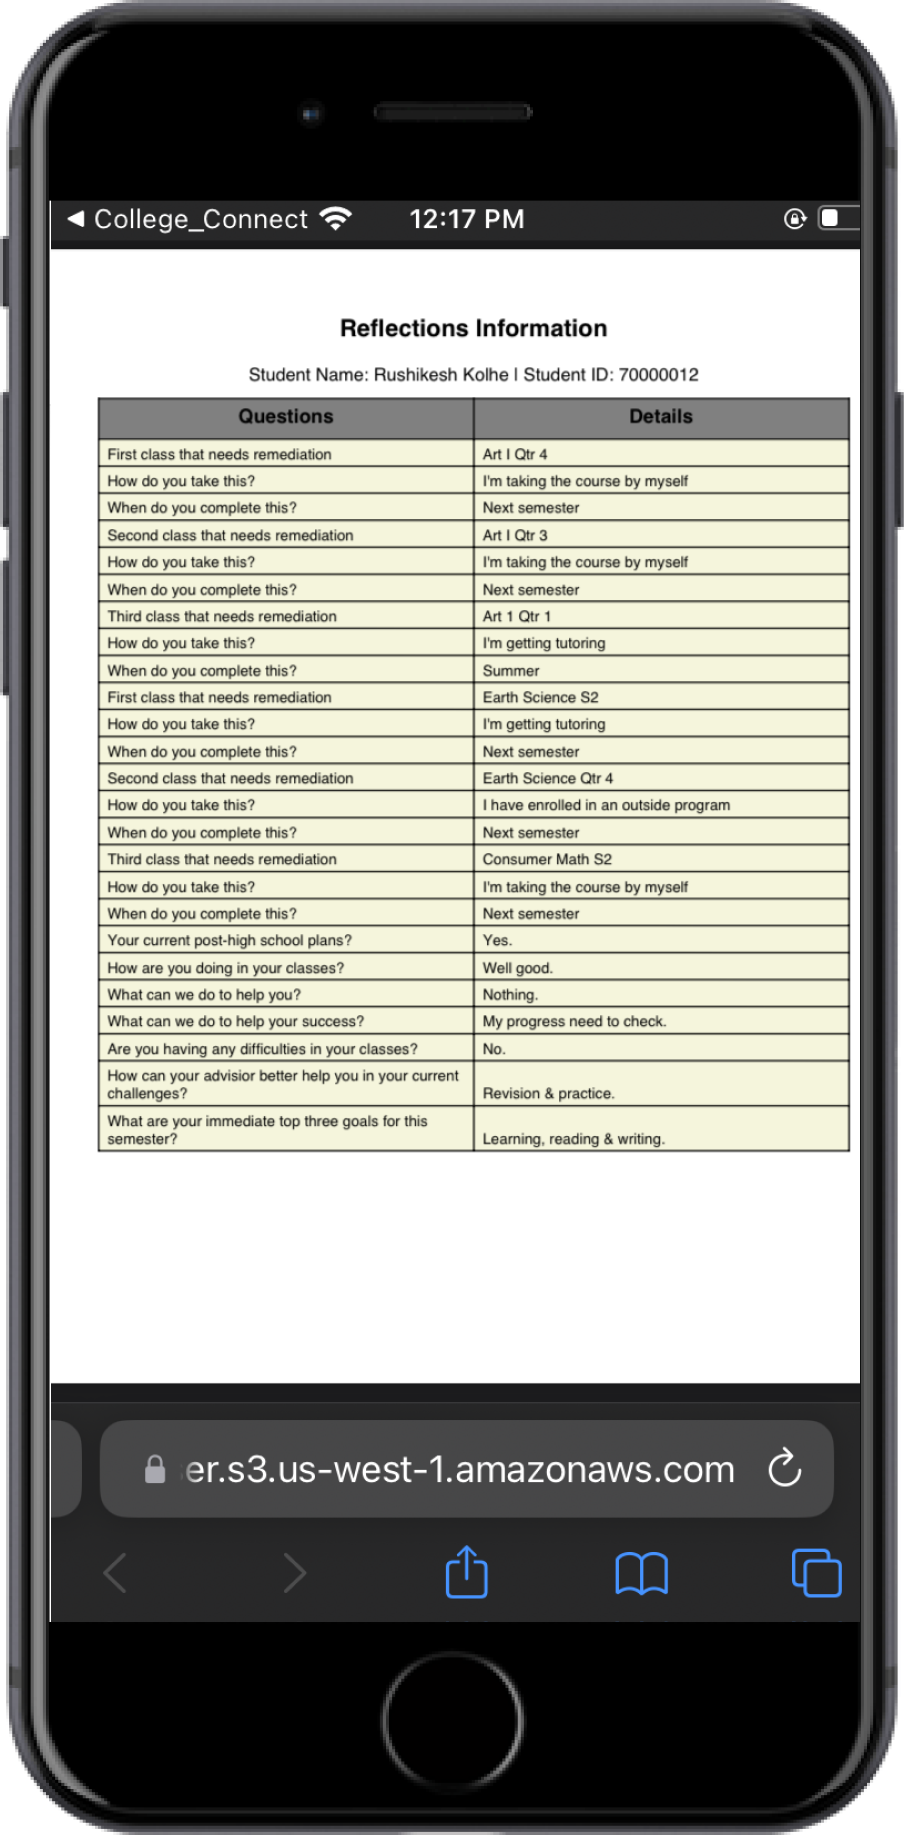 College_Connect 12:17 PM
Reflections Information
Student Name: Rushikesh Kolhe | Student ID: 70000012
Questions Details
First class that needs remediation Art I Qtr 4
How do you take this? I'm taking the course by myself
When do you complete this? Next semester
Second class that needs remediation Art I Qtr 3
How do you take this? I'm taking the course by myself
When do you complete this? Next semester
Third class that needs remediation Art 1 Qtr 1
How do you take this? I'm getting tutoring
When do you complete this? Summer
First class that needs remediation Earth Science S2
How do you take this? I'm getting tutoring
When do you complete this? Next semester
Second class that needs remediation Earth Science Qtr 4
How do you take this? I have enrolled in an outside program
When do you complete this? Next semester
Third class that needs remediation Consumer Math S2
How do you take this? I'm taking the course by myself
When do you complete this? Next semester
Your current post-high school plans? Yes.
How are you doing in your classes? Well good.
What can we do to help you? Nothing.
What can we do to help your success? My progress need to check.
Are you having any difficulties in your classes? No.
How can your advisior better help you in your current
challenges? Revision & practice.
What are your immediate top three goals for this
semester? Learning, reading & writing.
er.s3.us-west-1.amazonaws.com